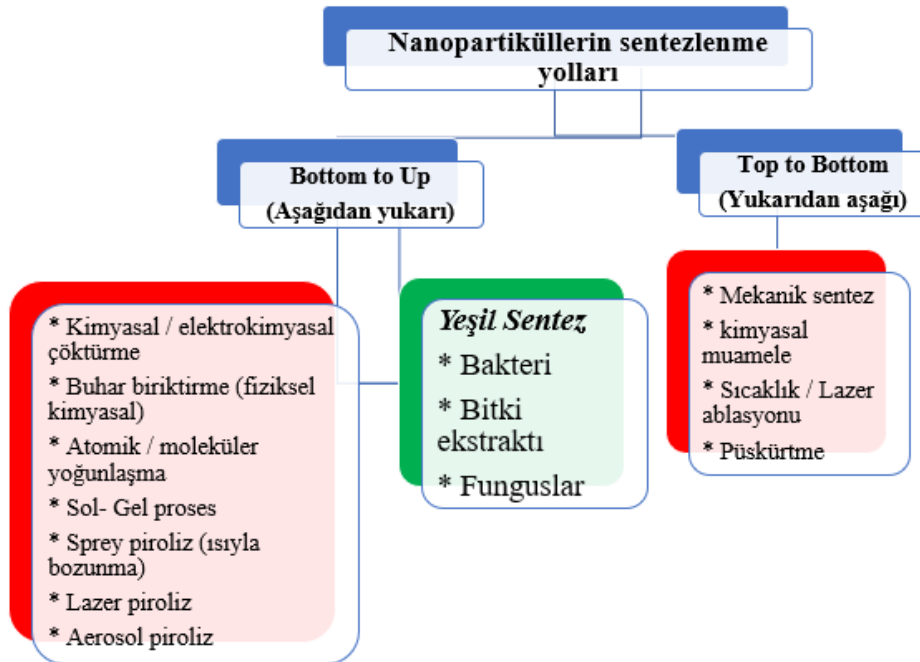 Nanopartiküllerin sentezlenme
yolları
Bottom to Up
(Aşağıdan yukarı)
Top to Bottom
(Yukarıdan aşağı)
* Kimyasal / elektrokimyasal
çöktürme
* Buhar biriktirme (fiziksel
kimyasal)
* Atomik / moleküler
yoğunlaşma
* Sol- Gel proses
* Sprey piroliz (ısıyla
bozunma)
* Lazer piroliz
* Aerosol piroliz
Yeşil Sentez
* Bakteri
* Bitki
ekstraktı
* Funguslar
* Mekanik sentez
* kimyasal
muamele
* Sıcaklık / Lazer
ablasyonu
* Püskürtme